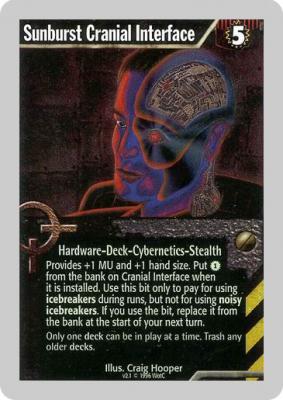 Sunburst Cranial Interface
5
Hardware-Deck-Cybernetics-Stealth
Provides +1 MU and +1 hand size. Put 1
from the bank on Cranial Interface when
it is installed. Use this bit only to pay for using
icebreakers during runs, but not for using noisy
icebreakers. If you use the bit, replace it from
the bank at the start of your next turn.
Only one deck can be in play at a time. Trash any
older decks.
Illus. Craig Hooper
v2.1 © 1996 WotC